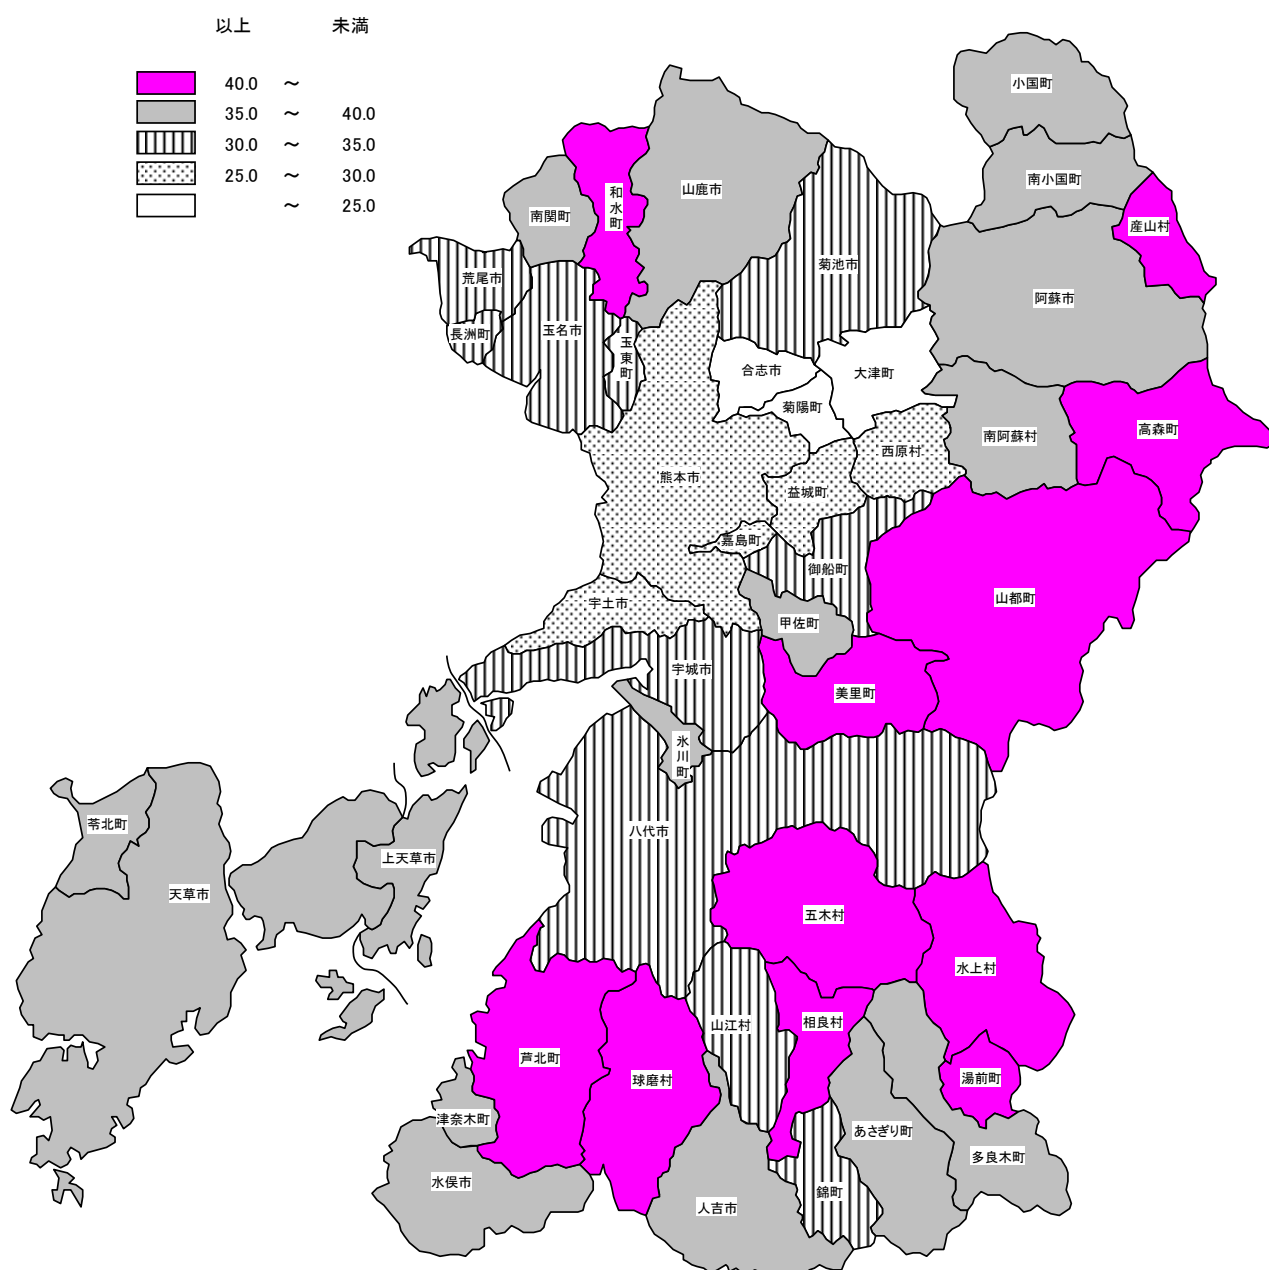 以上 未満
40.0 ～
35.0 ～ 40.0
30.0 ～ 35.0
25.0 ～ 30.0
～ 25.0
小国町
南小国町
産山村
山鹿市
和水町
南関町
菊池市
阿蘇市
荒尾市
長洲町
玉名市
玉東町
合志市
大津町
菊陽町
高森町
南阿蘇村
西原村
熊本市
益城町
嘉島町
御船町
山都町
宇土市
甲佐町
宇城市
美里町
氷川町
八代市
苓北町
上天草市
天草市
五木村
水上村
山江村
相良村
芦北町
球磨村
湯前町
津奈木町
あさぎり町
多良木町
水俣市
錦町
人吉市